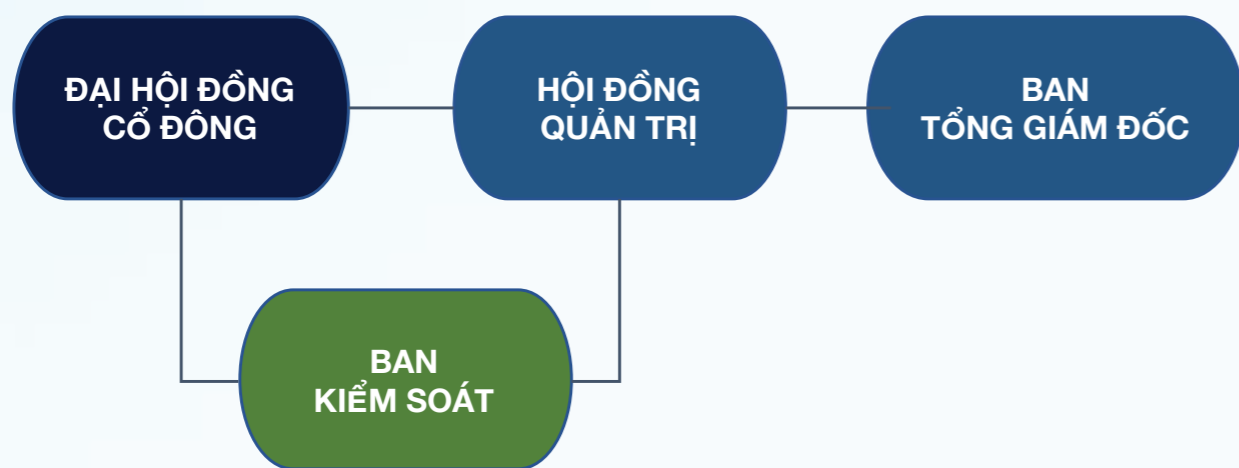 ĐẠI HỘI ĐỒNG
CỔ ĐÔNG
HỘI ĐỒNG
QUẢN TRỊ
BAN
TỔNG GIÁM ĐỐC
BAN
KIỂM SOÁT